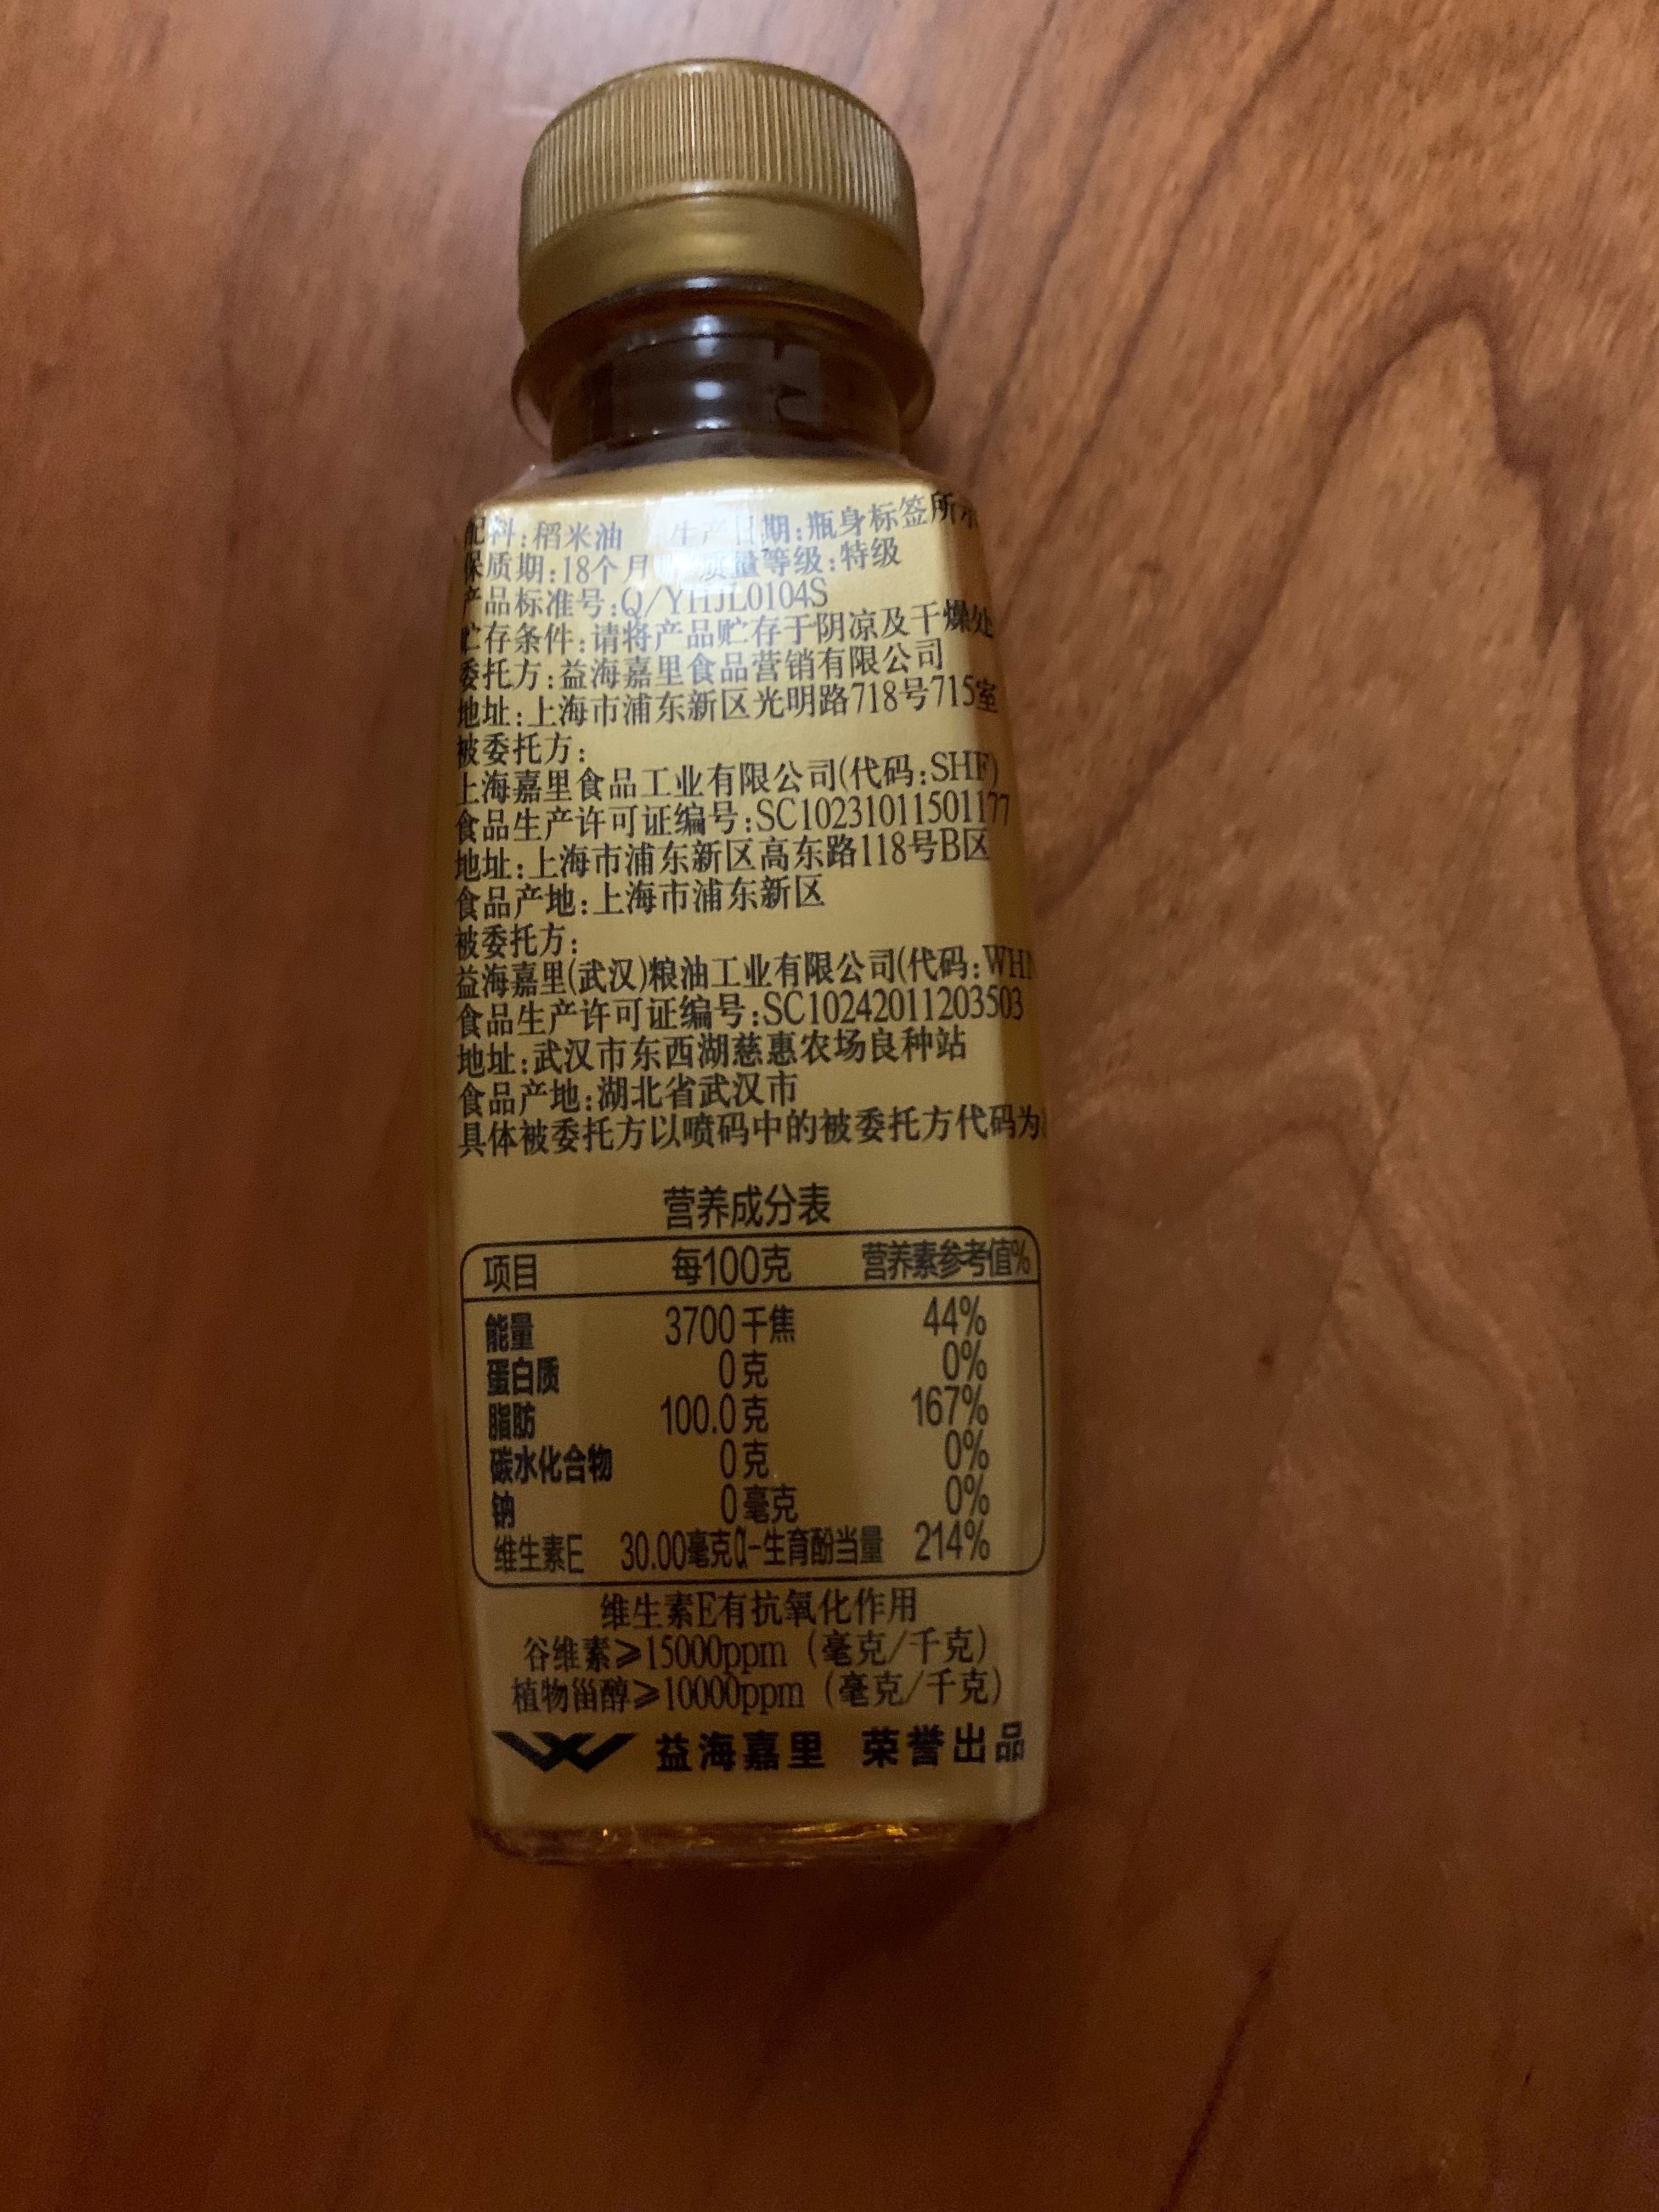 配料:稻米油 生产日期:瓶身标签所示
保质期:18个月 质量等级:特级
产品标准号:Q/YHJL0104S
贮存条件:请将产品贮存于阴凉及干燥处
委托方:益海嘉里食品营销有限公司
地址:上海市浦东新区光明路718号715室
被委托方:
上海嘉里食品工业有限公司(代码:SHF)
食品生产许可证编号:SC10231011501177
地址:上海市浦东新区高东路118号B区
食品产地:上海市浦东新区
被委托方:
益海嘉里(武汉)粮油工业有限公司(代码:
食品生产许可证编号:SC10242011203503
地址:武汉市东西湖慈惠农场良种站
食品产地:湖北省武汉市
具体被委托方以喷码中的被委托方代码为
营养成分表
项目 每100克 营养素参考值%
能量 3700千焦 44%
蛋白质 0克 0%
脂肪 100.0克 167%
碳水化合物 0克 0%
钠 0毫克 0%
维生素E 30.00毫克α-生育酚当量 214%
维生素E有抗氧化作用
谷维素≥15000ppm(毫克/千克)
植物甾醇≥10000ppm(毫克/千克)
益海嘉里 荣誉出品